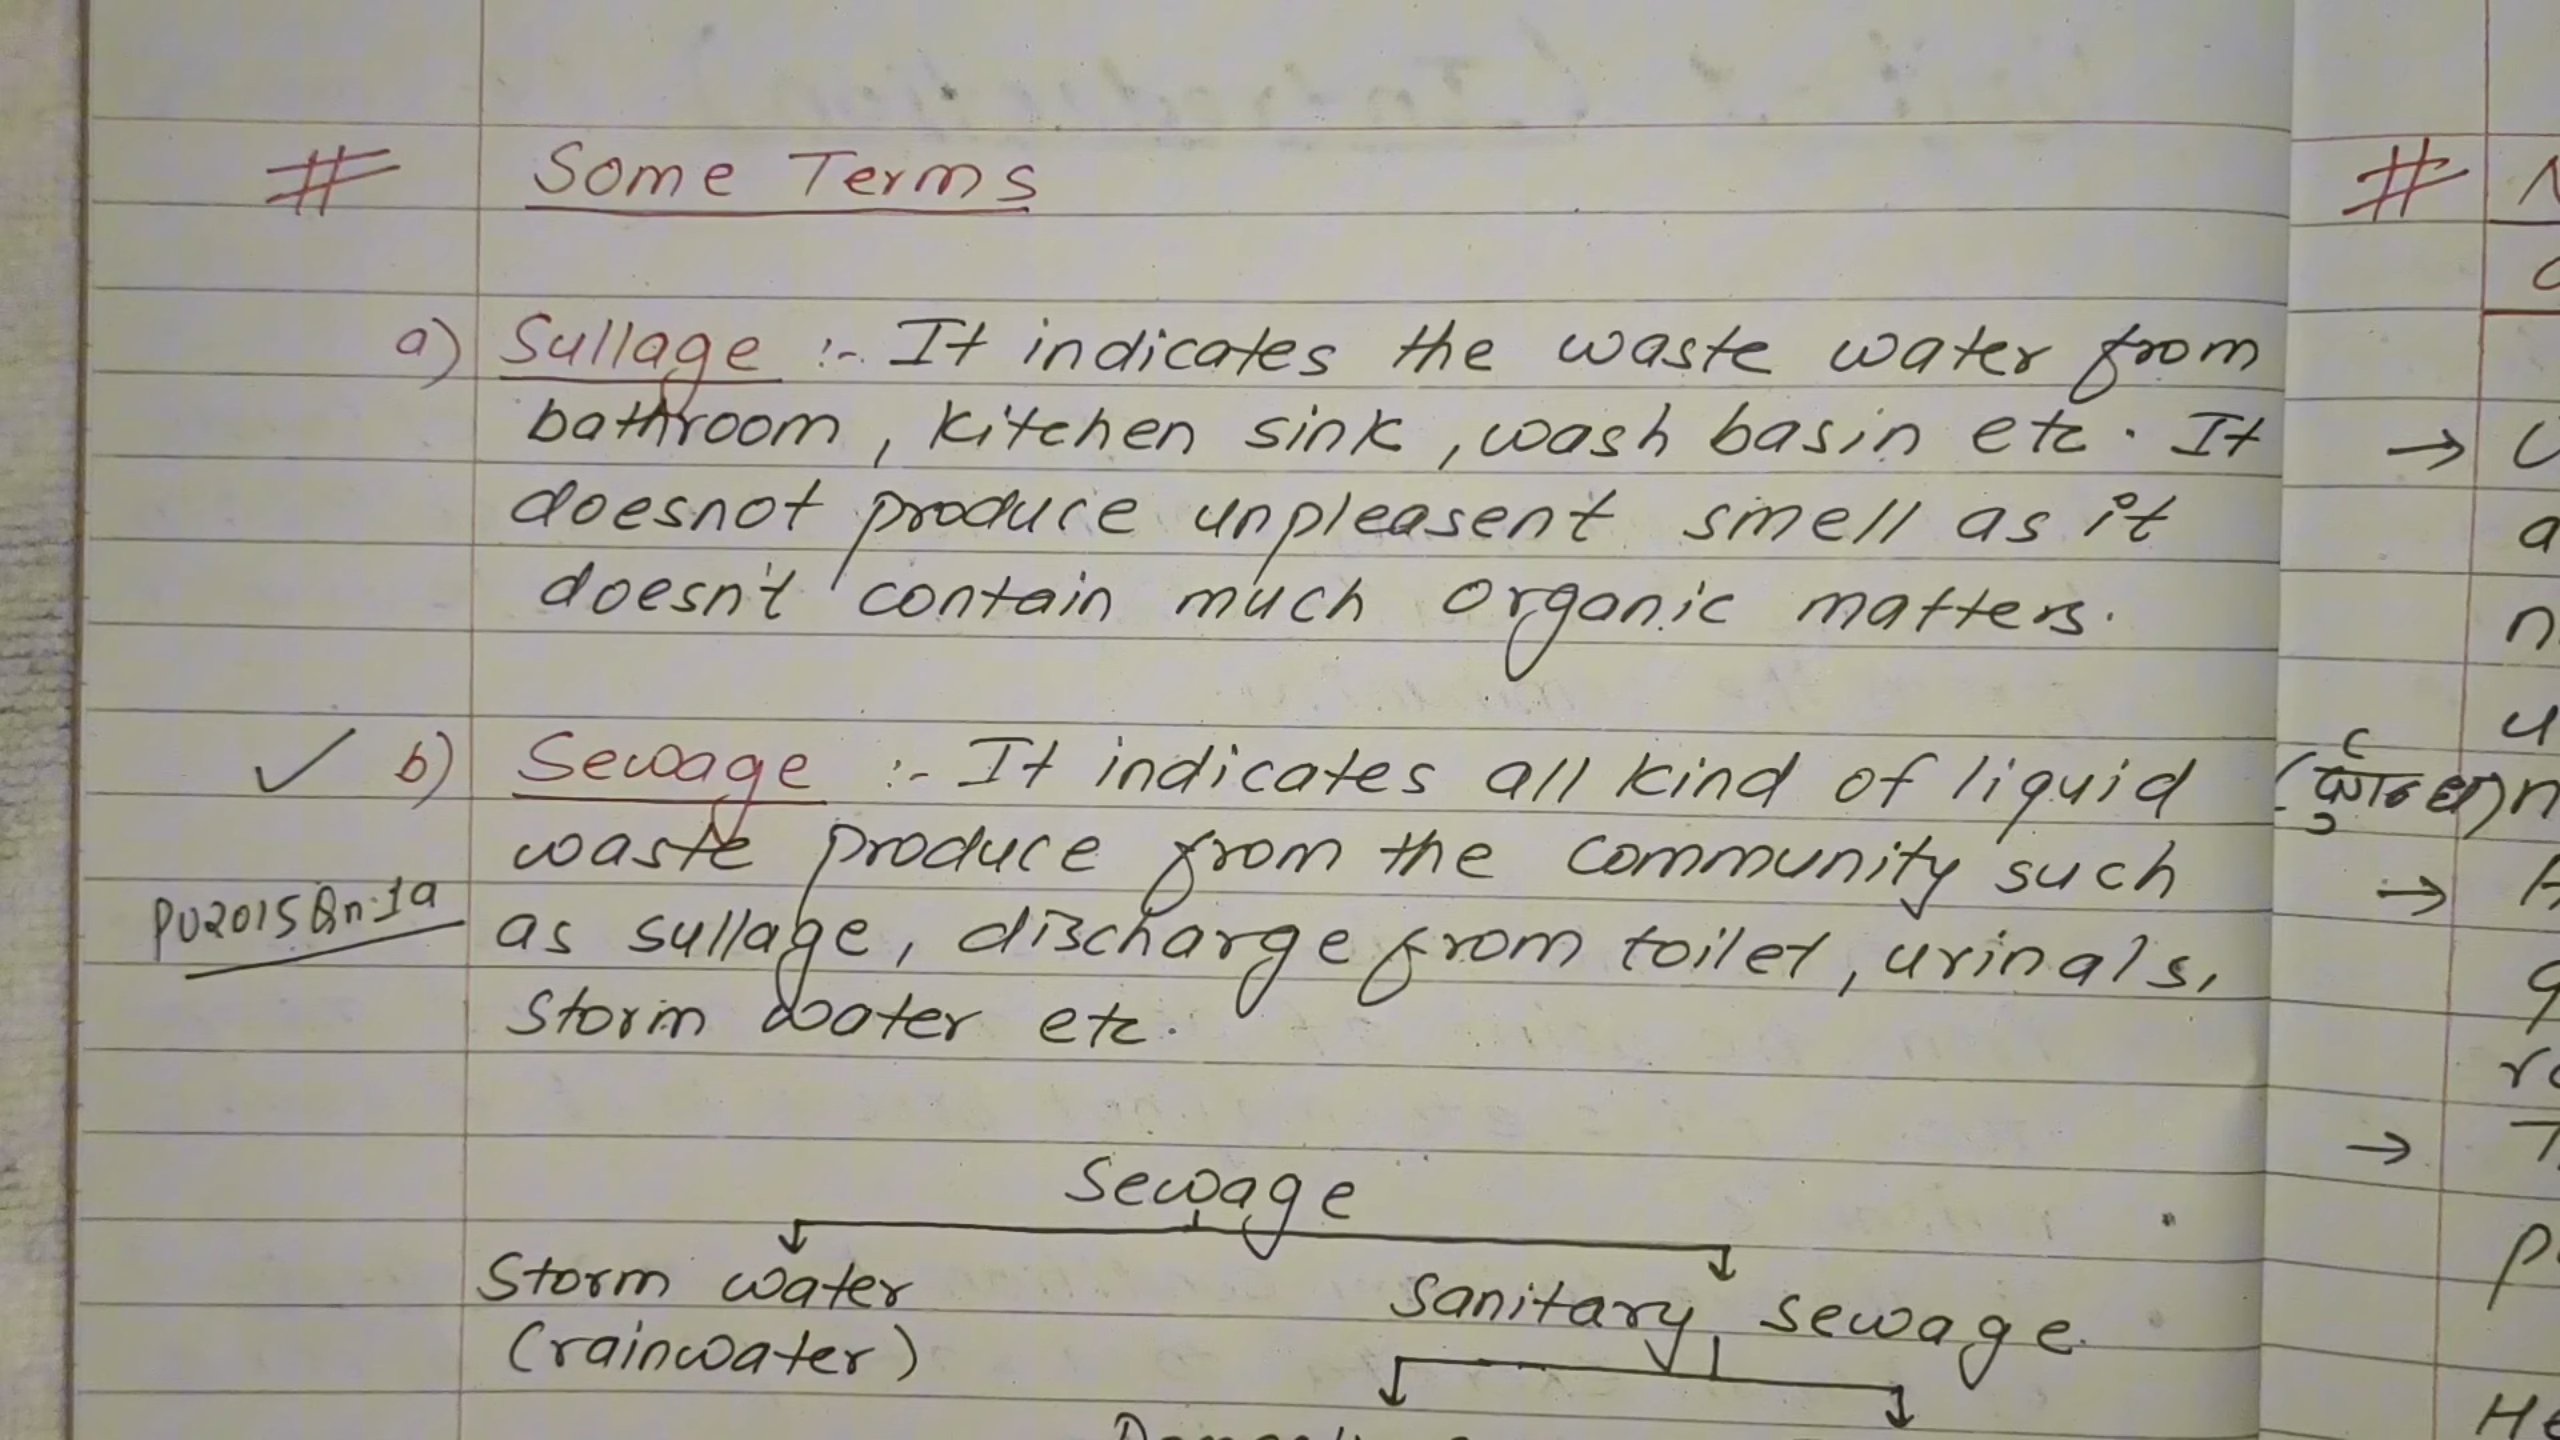 # Some Terms
a) Sullage :- It indicates the waste water from
bathroom, kitchen sink, wash basin etc. It
doesnot produce unpleasent smell as it
doesn't contain much organic matters.
✓ b) Sewage :- It indicates all kind of liquid
waste produce from the community such
PU2015 Qn.1a as sullage, discharge from toilet, urinals,
Storm water etc.
Sewage
Storm water
(rainwater)
Sanitary sewage
#
→
→
→